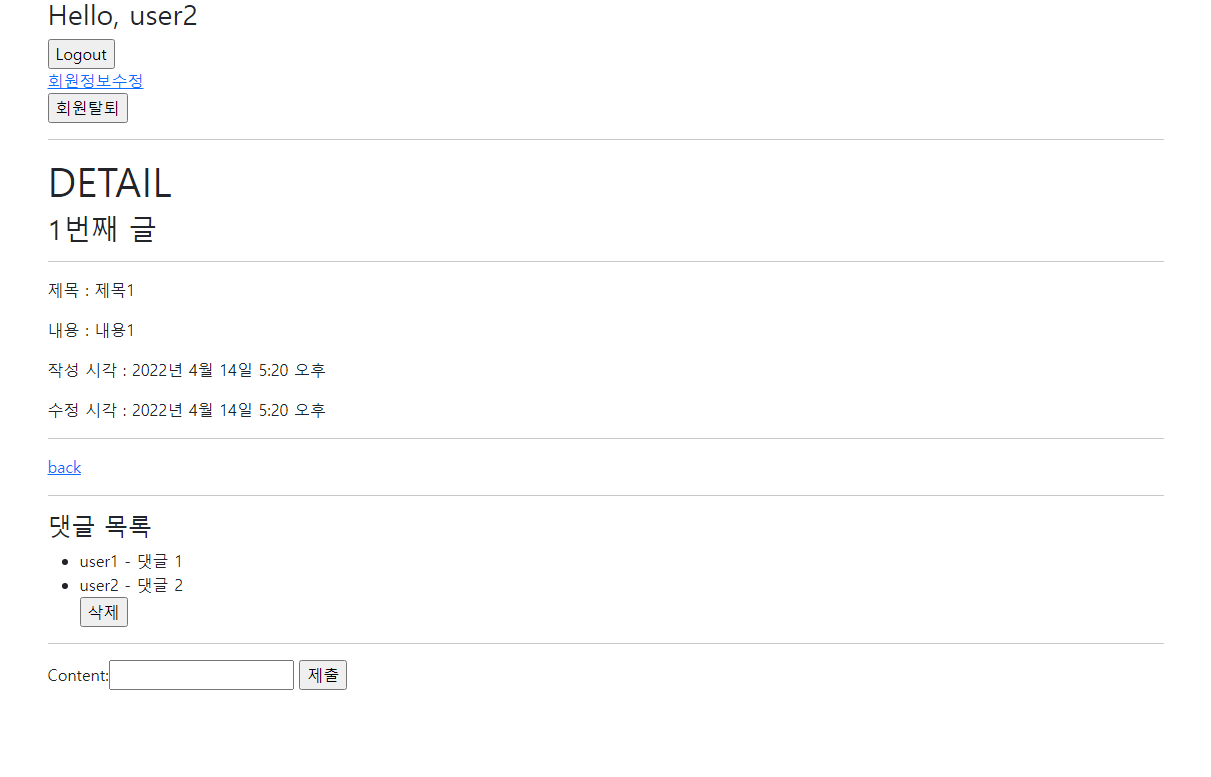 Hello, user2
Logout
회원정보수정
회원탈퇴
DETAIL
1번째 글
제목 : 제목1
내용 : 내용1
작성 시각 : 2022년 4월 14일 5:20 오후
수정 시각 : 2022년 4월 14일 5:20 오후
back
댓글 목록
user1 - 댓글 1
user2 - 댓글 2
삭제
Content: 제출